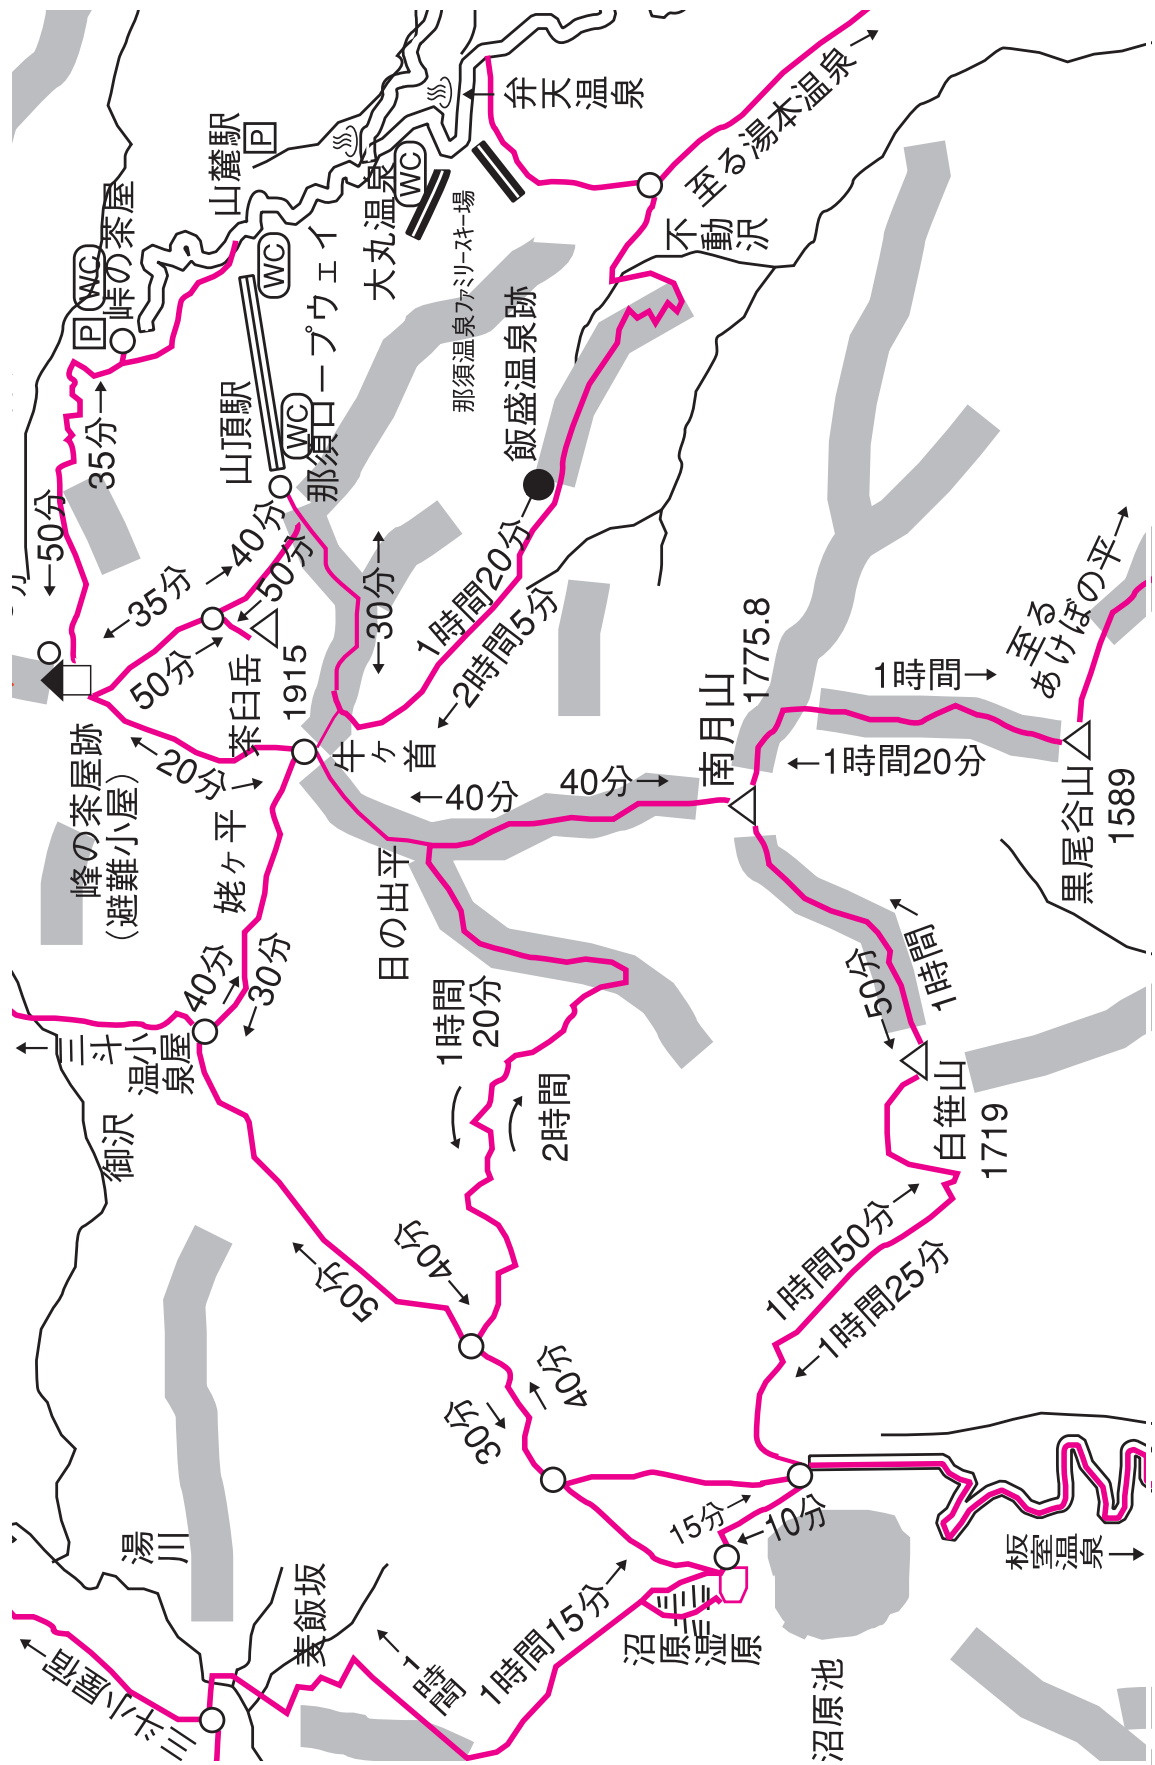 山麓駅
P
峠の茶屋
WC
P
弁天温泉
WC
大丸温泉
WC
那須ロープウェイ
WC
山頂駅
那須温泉ファミリースキー場
至る湯本温泉
不動沢
飯盛温泉跡
35分
50分
35分
40分
50分
50分
茶臼岳
1915
30分
1時間20分
2時間5分
峰の茶屋跡
(避難小屋)
20分
牛ヶ首
姥ヶ平
40分
40分
日の出平
南月山
1775.8
1時間
1時間20分
至る
あけぼの平
黒尾谷山
1589
40分
30分
三斗小
温泉屋
御沢
1時間
20分
2時間
50分
1時間
白笹山
1719
40分
50分
1時間50分
1時間25分
30分
40分
15分
10分
湯川
麦飯坂
三斗小屋宿
1時間
1時間15分
沼原湿原
沼原池
板室温泉
分